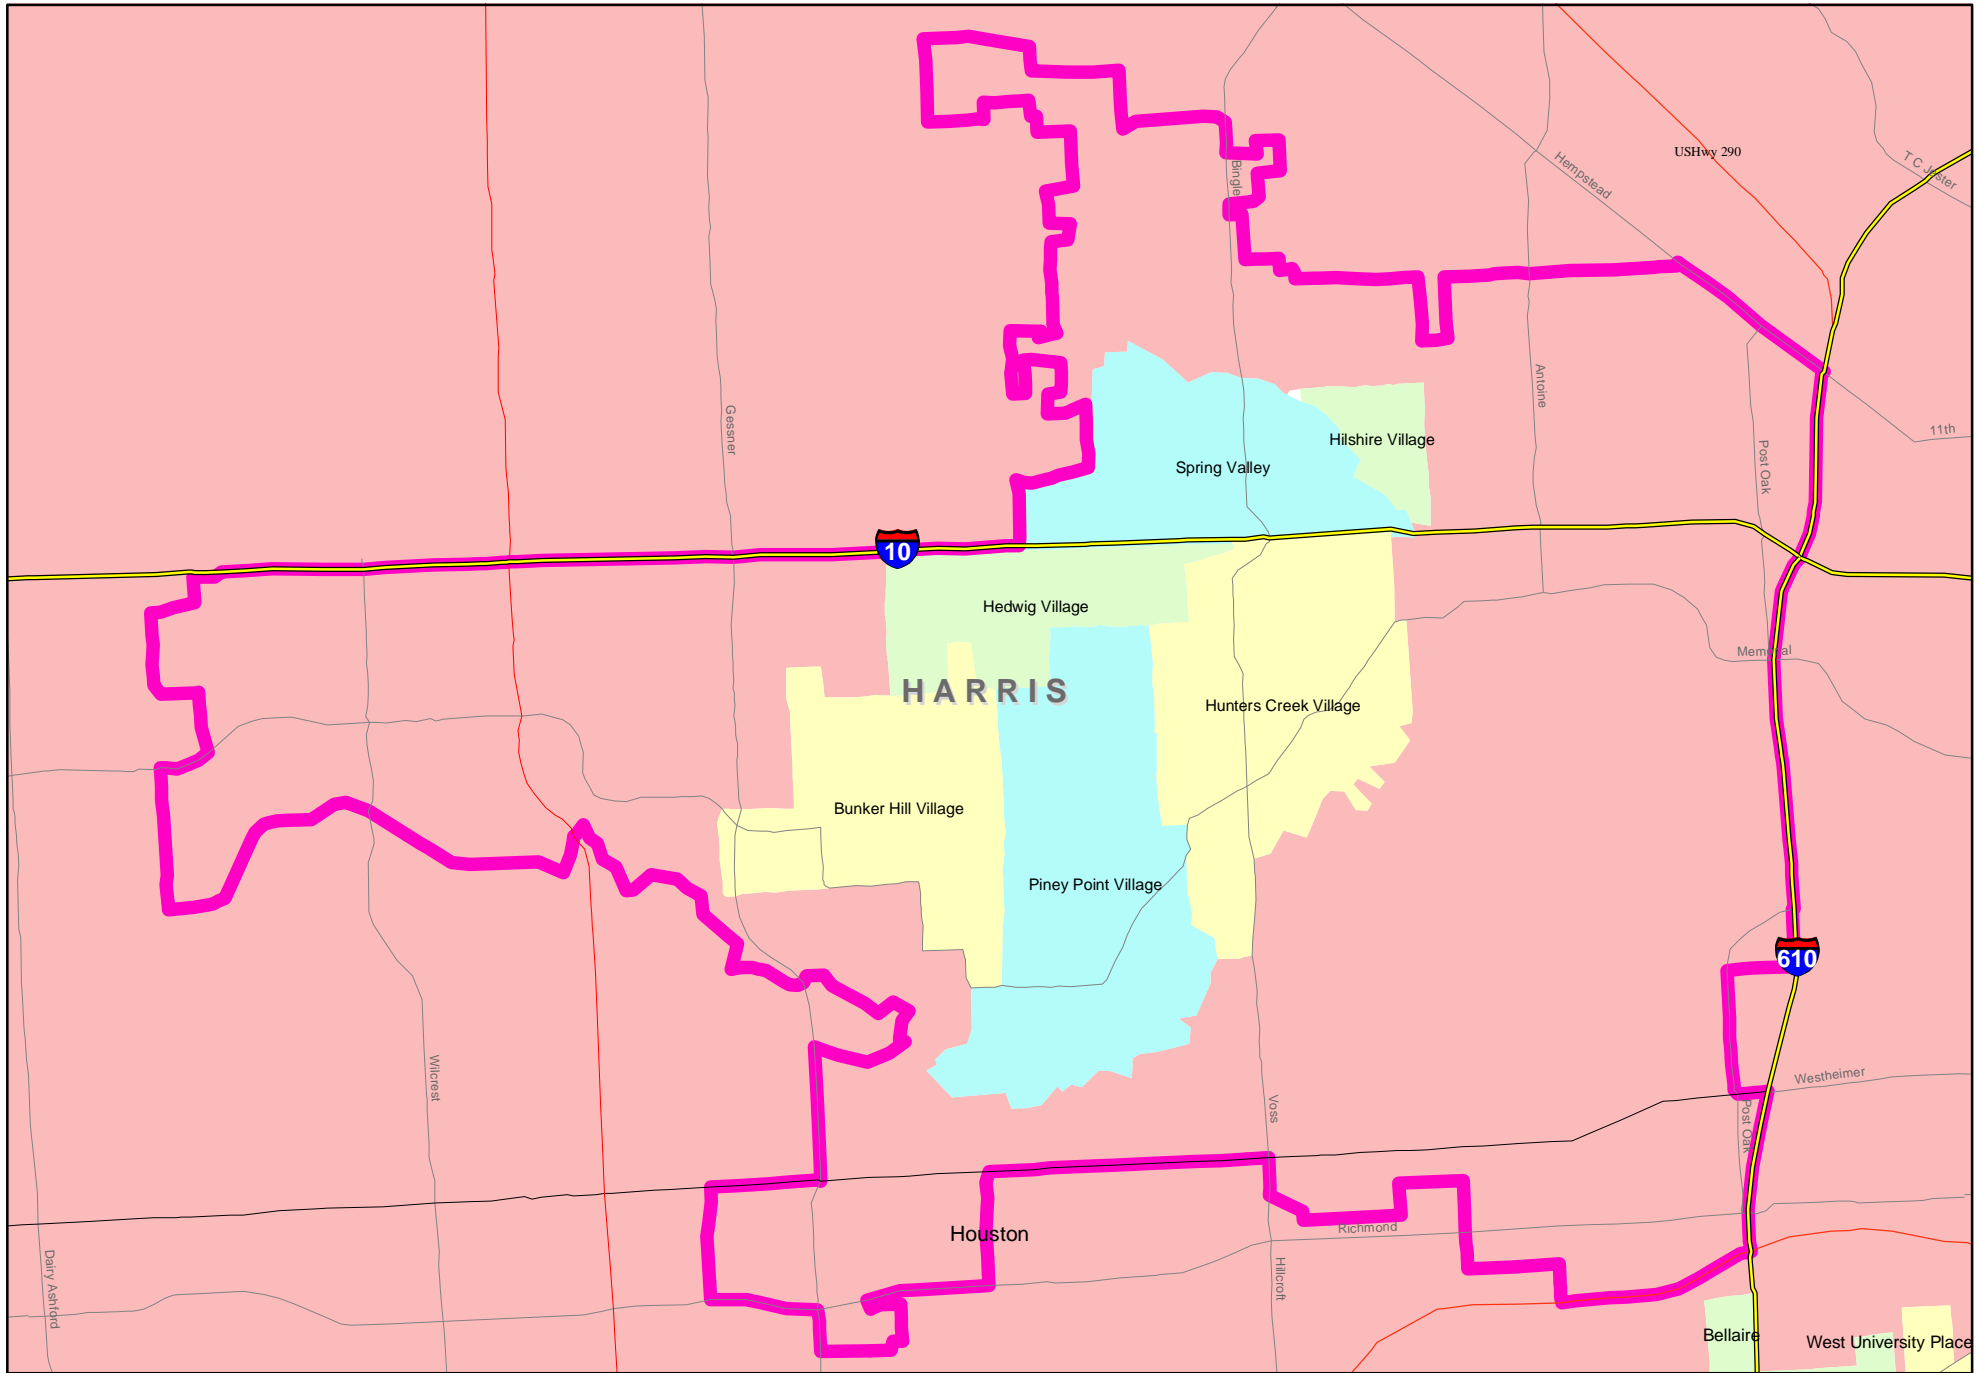 USHwy 290
Hempstead
T C Jester
Bingle
Antoine
Gessner
11th
Hilshire Village
Spring Valley
Post Oak
10
Hedwig Village
Memorial
HARRIS
Hunters Creek Village
Bunker Hill Village
Piney Point Village
610
Wilcrest
Westheimer
Voss
Post Oak
Houston
Richmond
Dairy Ashford
Hillcroft
Bellaire
West University Place